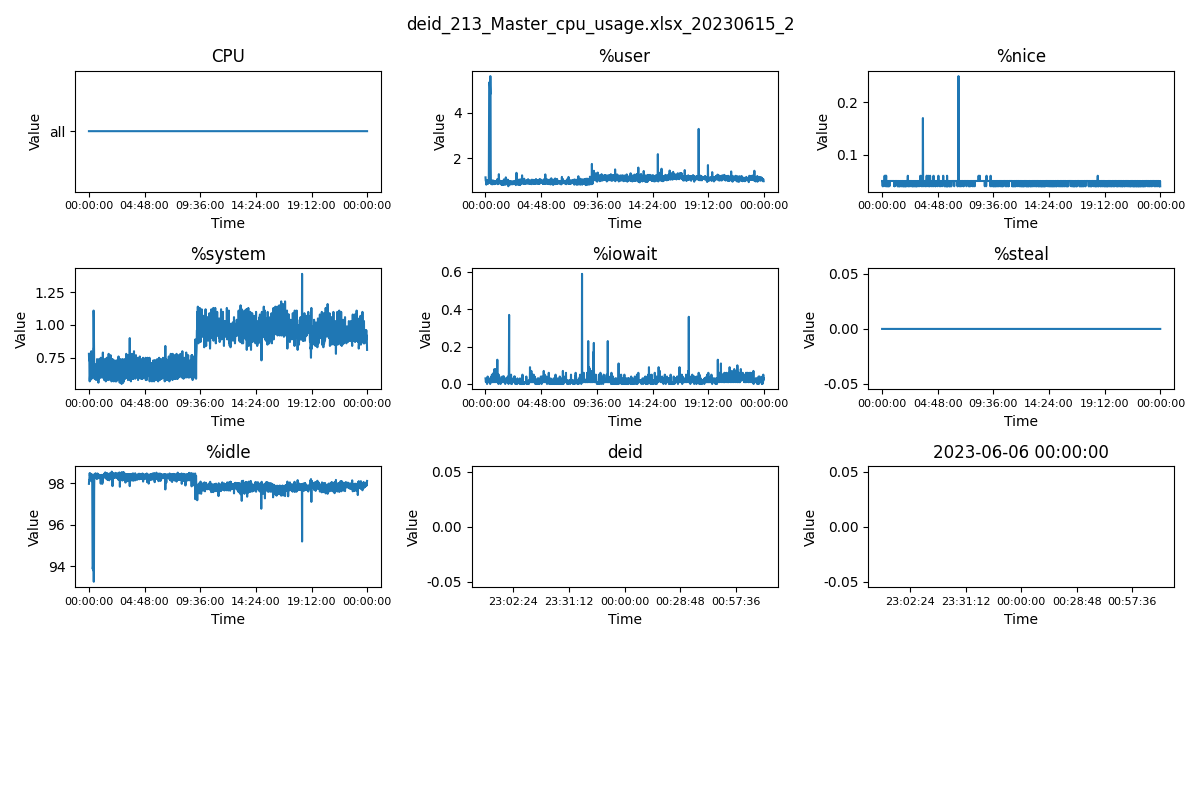 deid_213_Master_cpu_usage.xlsx_20230615_2
CPU
%user
%nice
Value
all
00:00:00 04:48:00 09:36:00 14:24:00 19:12:00 00:00:00
Time
Value
4
2
00:00:00 04:48:00 09:36:00 14:24:00 19:12:00 00:00:00
Time
Value
0.2
0.1
00:00:00 04:48:00 09:36:00 14:24:00 19:12:00 00:00:00
Time
%system
%iowait
%steal
Value
1.25
1.00
0.75
00:00:00 04:48:00 09:36:00 14:24:00 19:12:00 00:00:00
Time
Value
0.6
0.4
0.2
0.0
00:00:00 04:48:00 09:36:00 14:24:00 19:12:00 00:00:00
Time
Value
0.05
0.00
-0.05
00:00:00 04:48:00 09:36:00 14:24:00 19:12:00 00:00:00
Time
%idle
deid
2023-06-06 00:00:00
Value
98
96
94
00:00:00 04:48:00 09:36:00 14:24:00 19:12:00 00:00:00
Time
Value
0.05
0.00
-0.05
23:02:24 23:31:12 00:00:00 00:28:48 00:57:36
Time
Value
0.05
0.00
-0.05
23:02:24 23:31:12 00:00:00 00:28:48 00:57:36
Time